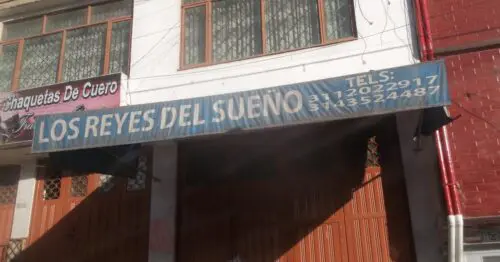 Chaquetas De Cuero
LOS REYES DEL SUEÑO
TELS:
3112022917
3143524487